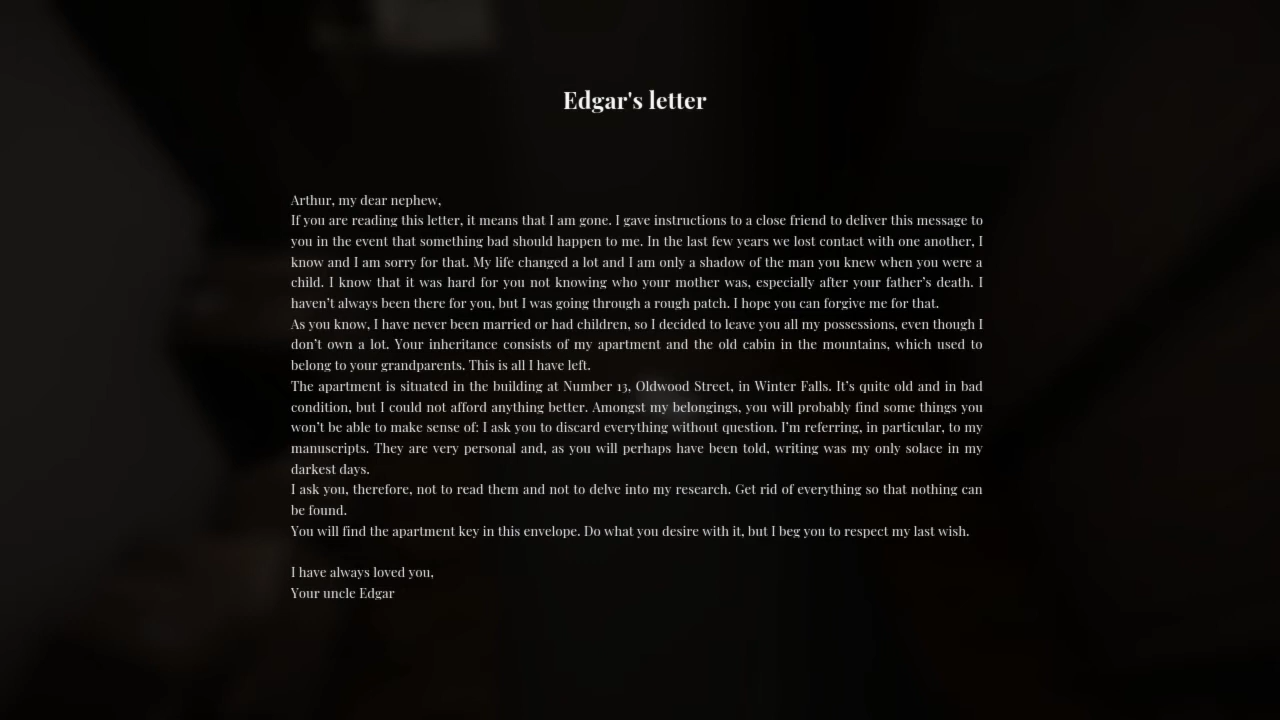 Edgar's letter
Arthur, my dear nephew,
If you are reading this letter, it means that I am gone. I gave instructions to a close friend to deliver this message to
you in the event that something bad should happen to me. In the last few years we lost contact with one another, I
know and I am sorry for that. My life changed a lot and I am only a shadow of the man you knew when you were a
child. I know that it was hard for you not knowing who your mother was, especially after your father’s death. I
haven’t always been there for you, but I was going through a rough patch. I hope you can forgive me for that.
As you know, I have never been married or had children, so I decided to leave you all my possessions, even though I
don’t own a lot. Your inheritance consists of my apartment and the old cabin in the mountains, which used to
belong to your grandparents. This is all I have left.
The apartment is situated in the building at Number 13, Oldwood Street, in Winter Falls. It’s quite old and in bad
condition, but I could not afford anything better. Amongst my belongings, you will probably find some things you
won’t be able to make sense of: I ask you to discard everything without question. I’m referring, in particular, to my
manuscripts. They are very personal and, as you will perhaps have been told, writing was my only solace in my
darkest days.
I ask you, therefore, not to read them and not to delve into my research. Get rid of everything so that nothing can
be found.
You will find the apartment key in this envelope. Do what you desire with it, but I beg you to respect my last wish.
I have always loved you,
Your uncle Edgar